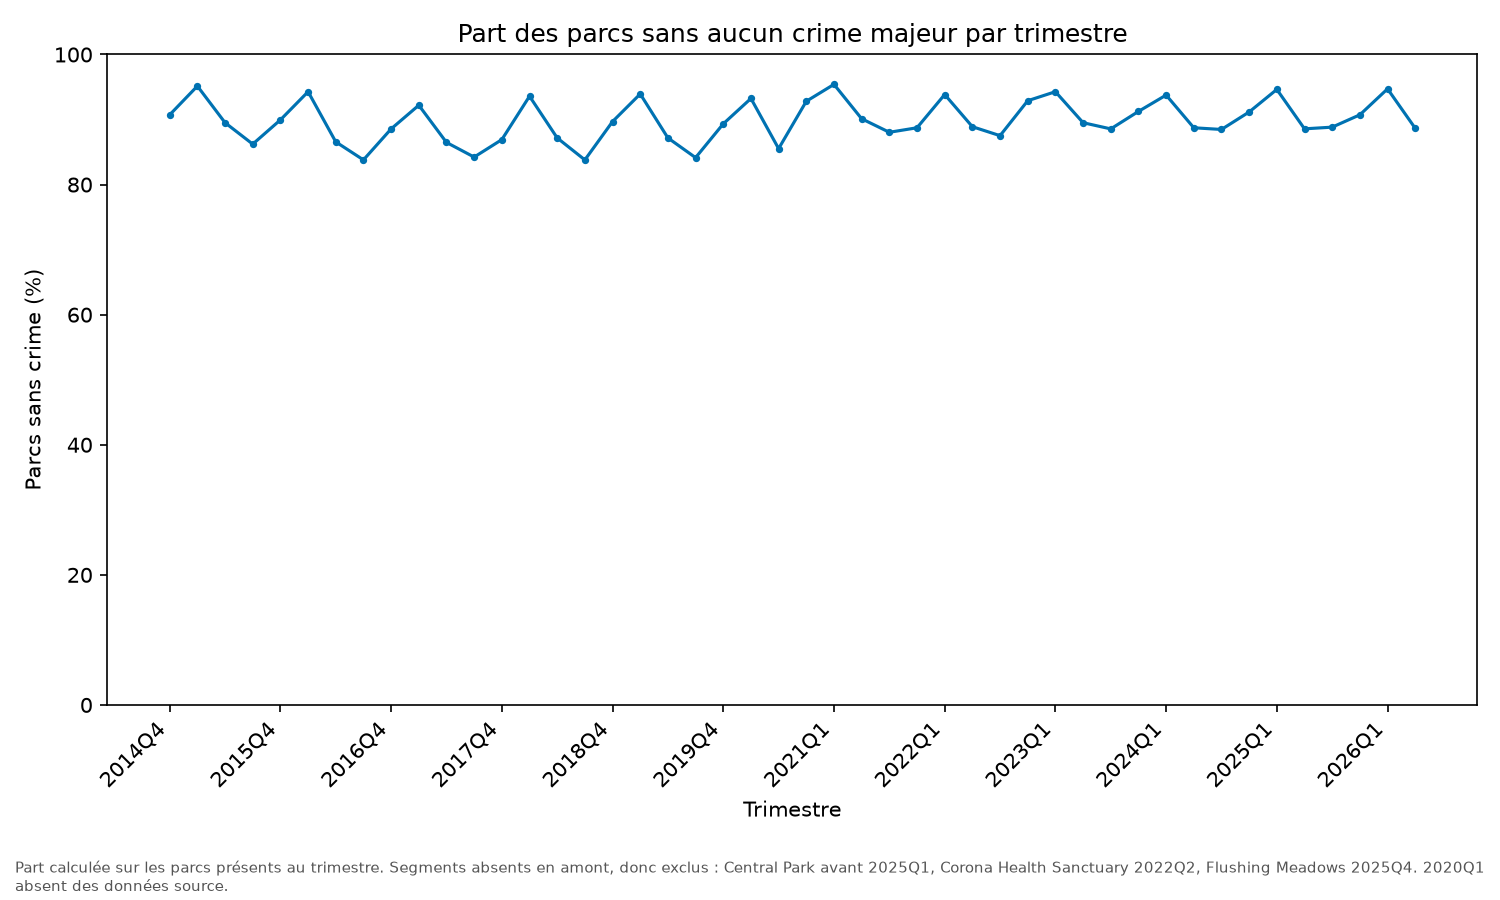 Part des parcs sans aucun crime majeur par trimestre
100
80
60
40
20
0
Parcs sans crime (%)
2014Q4
2015Q4
2016Q4
2017Q4
2018Q4
2019Q4
2021Q1
2022Q1
2023Q1
2024Q1
2025Q1
2026Q1
Trimestre
Part calculée sur les parcs présents au trimestre. Segments absents en amont, donc exclus : Central Park avant 2025Q1, Corona Health Sanctuary 2022Q2, Flushing Meadows 2025Q4. 2020Q1
absent des données source.